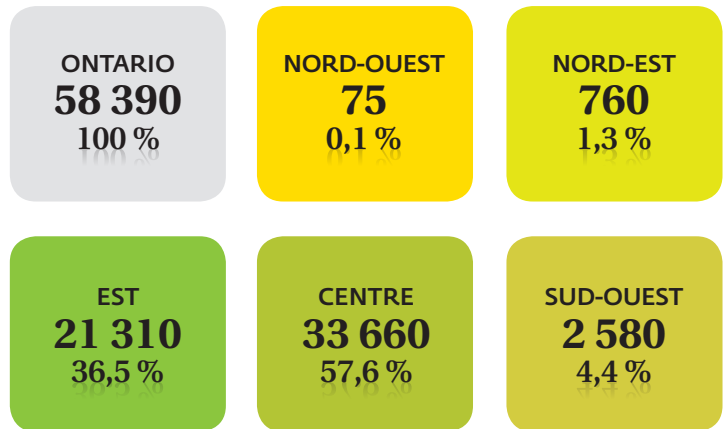 ONTARIO
58 390
100 %
NORD-OUEST
75
0,1 %
NORD-EST
760
1,3 %
EST
21 310
36,5 %
CENTRE
33 660
57,6 %
SUD-OUEST
2 580
4,4 %